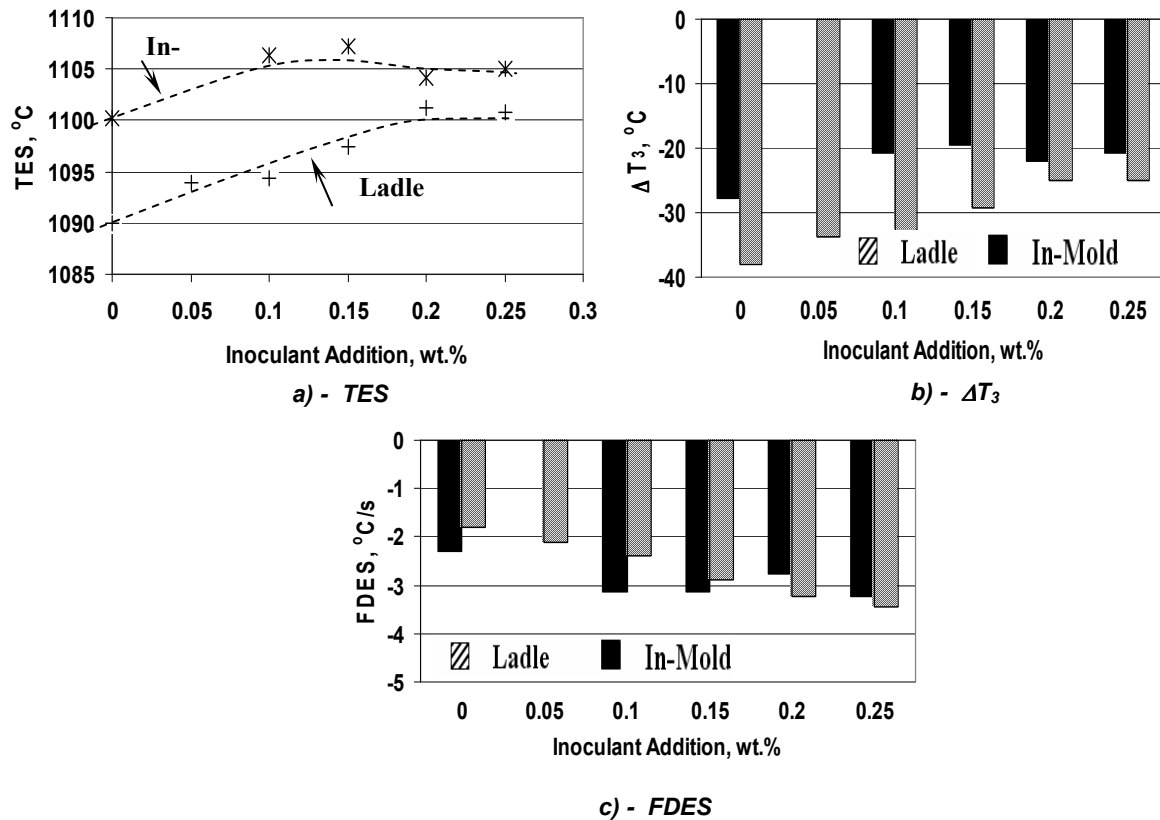 1110
1105
1100
1095
1090
1085
TES, °C
In-
Ladle
0 0.05 0.1 0.15 0.2 0.25 0.3
Inoculant Addition, wt.%
a) - TES
0
-10
-20
-30
-40
Δ T3, °C
Ladle In-Mold
0 0.05 0.1 0.15 0.2 0.25
Inoculant Addition, wt.%
b) - ΔT3
0
-1
-2
-3
-4
-5
FDES, °C/s
Ladle In-Mold
0 0.05 0.1 0.15 0.2 0.25
Inoculant Addition, wt.%
c) - FDES